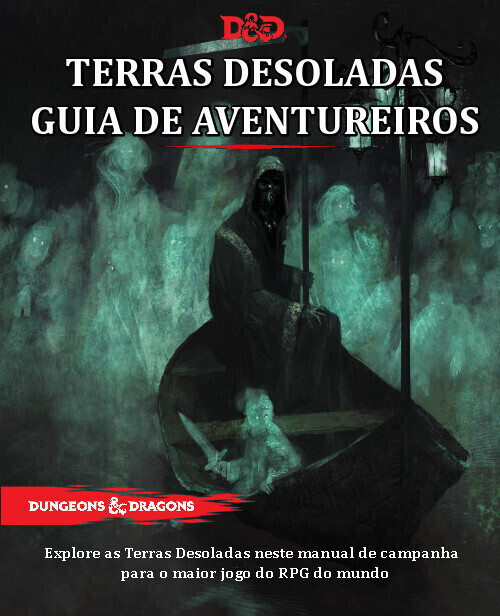 D&D
TERRAS DESOLADAS
GUIA DE AVENTUREIROS
DUNGEONS & DRAGONS
Explore as Terras Desoladas neste manual de campanha
para o maior jogo do RPG do mundo